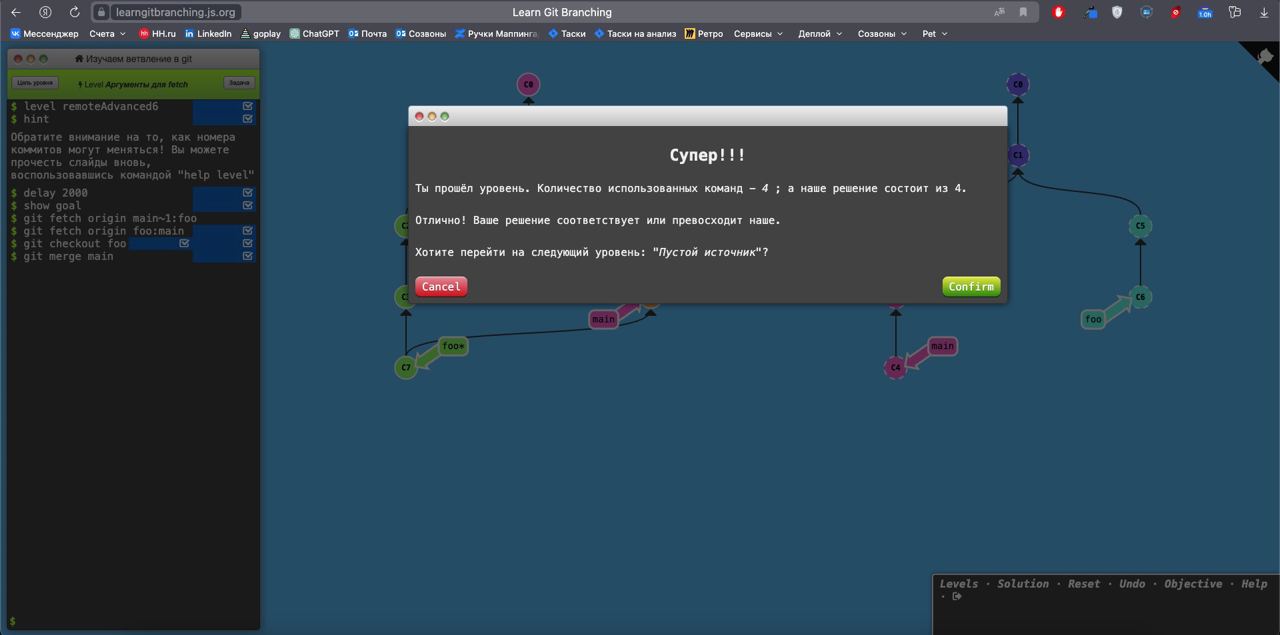 learngitbranching.js.org
Learn Git Branching
1.0h
Мессенджер Счета HH.ru LinkedIn goplay ChatGPT Почта Созвоны Ручки Маппинга Таски Таски на анализ Ретро Сервисы Деплой Созвоны Pet
Изучаем ветвление в git
Цель уровня Level Аргументы для fetch Задача
$ level remoteAdvanced6
$ hint
Обратите внимание на то, как номера
коммитов могут меняться! Вы можете
прочесть слайды вновь,
воспользовавшись командой "help level"
$ delay 2000
$ show goal
$ git fetch origin main~1:foo
$ git fetch origin foo:main
$ git checkout foo
$ git merge main
$
C0
C0
Супер!!!
Ты прошёл уровень. Количество использованных команд - 4 ; а наше решение состоит из 4.
Отлично! Ваше решение соответствует или превосходит наше.
Хотите перейти на следующий уровень: "Пустой источник"?
Cancel Confirm
C1
C5
C6
main
foo
foo*
main
C7
C4
Levels · Solution · Reset · Undo · Objective · Help
·